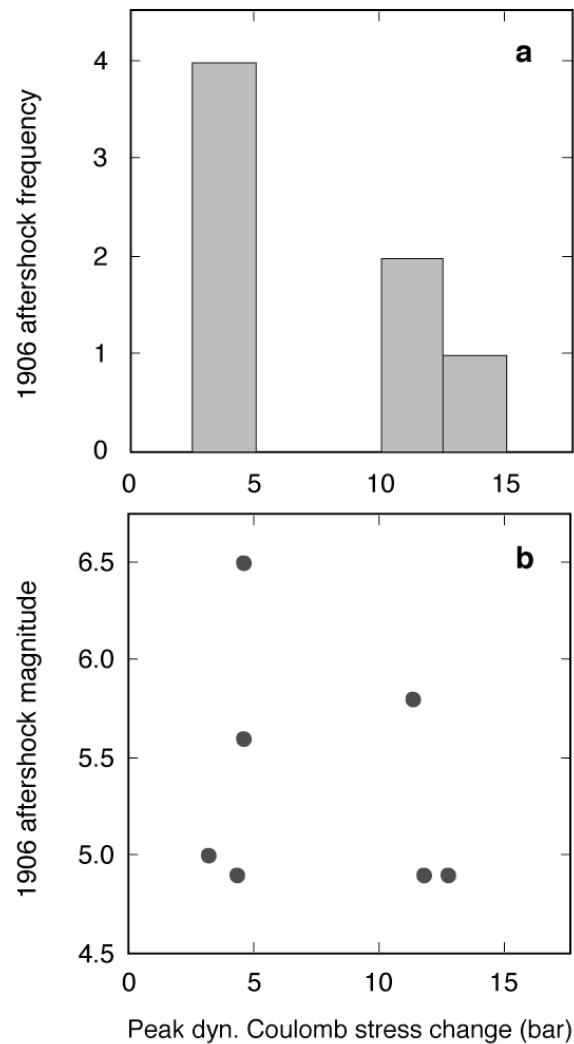 a
1906 aftershock frequency
4
3
2
1
0
0 5 10 15
b
1906 aftershock magnitude
6.5
6.0
5.5
5.0
4.5
0 5 10 15
Peak dyn. Coulomb stress change (bar)